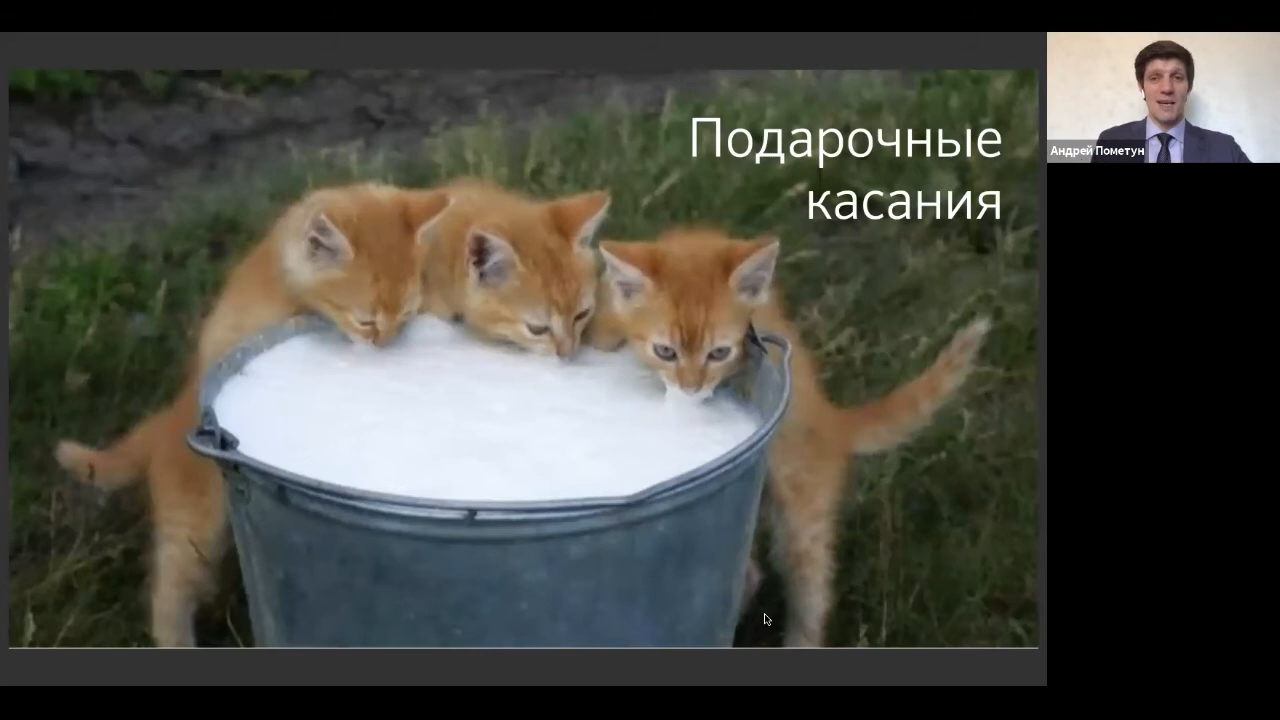 Подарочные
касания
Андрей Пометун